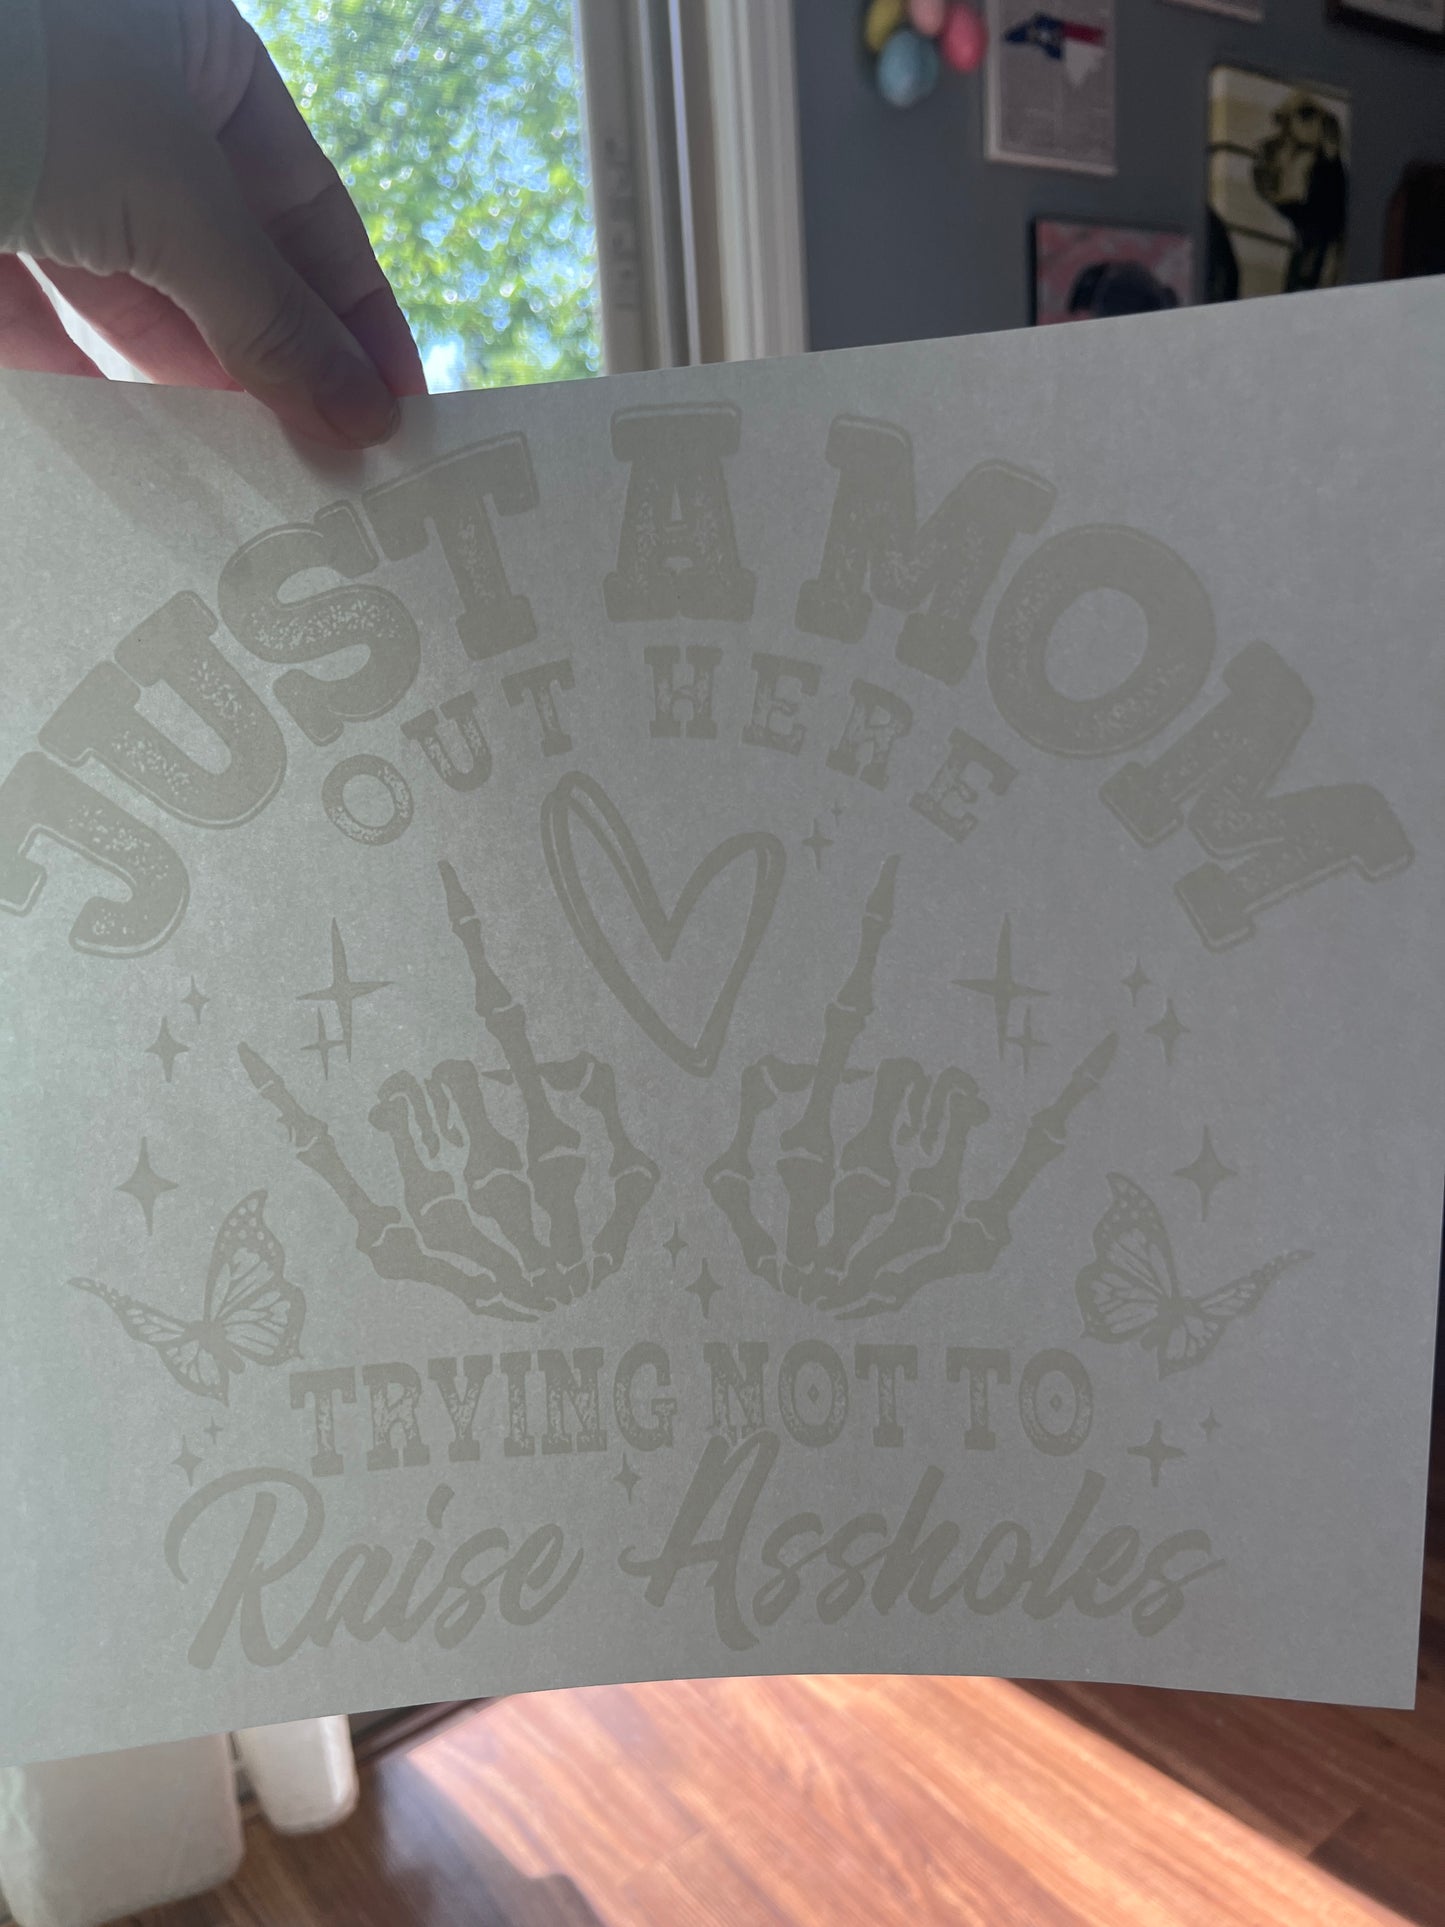 JUST A MOM
OUT HERE
TRYING NOT TO
Raise Assholes